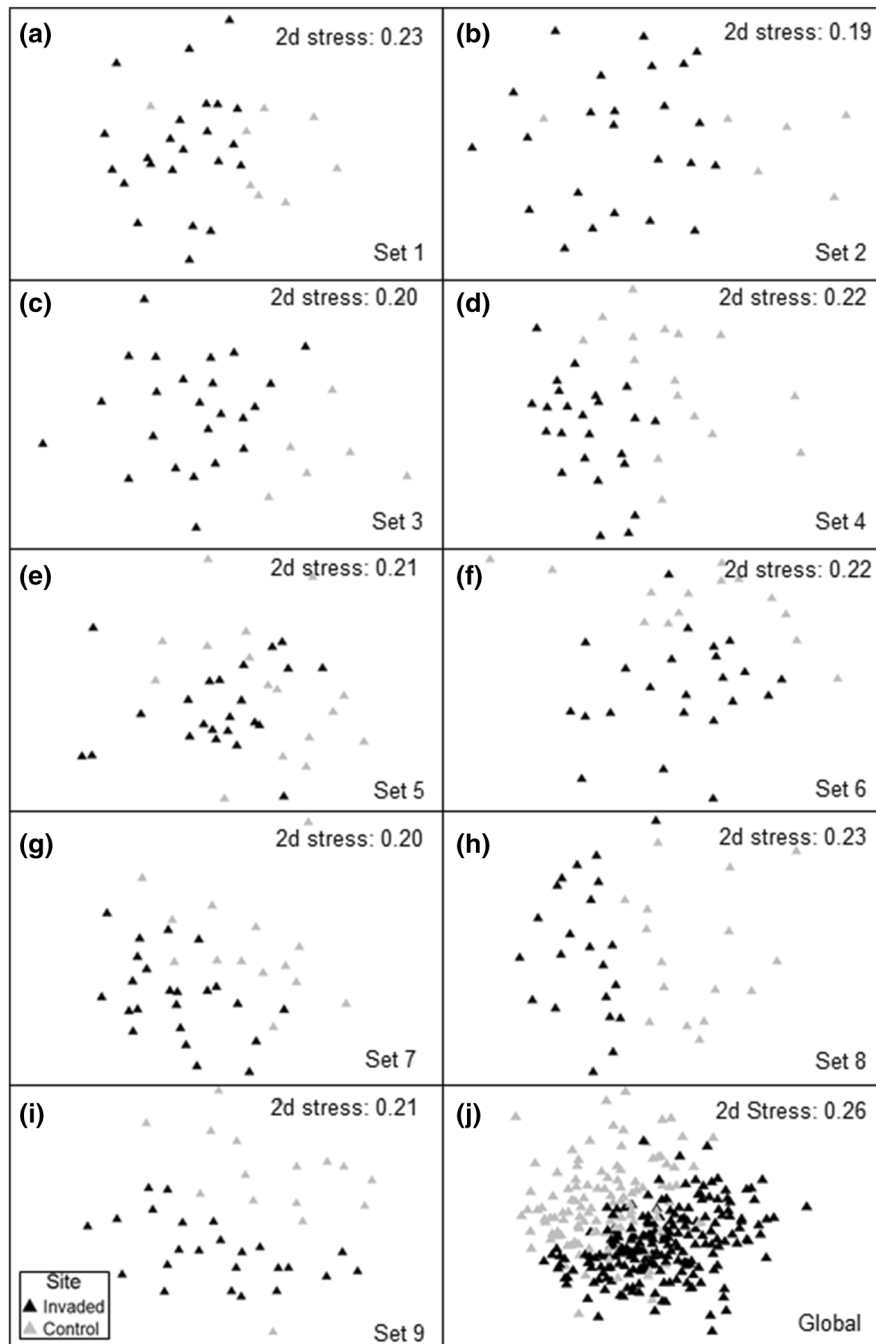 (a)
2d stress: 0.23
Set 1
(b)
2d stress: 0.19
Set 2
(c)
2d stress: 0.20
Set 3
(d)
2d stress: 0.22
Set 4
(e)
2d stress: 0.21
Set 5
(f)
2d stress: 0.22
Set 6
(g)
2d stress: 0.20
Set 7
(h)
2d stress: 0.23
Set 8
(i)
2d stress: 0.21
Site
Invaded
Control
Set 9
(j)
2d Stress: 0.26
Global